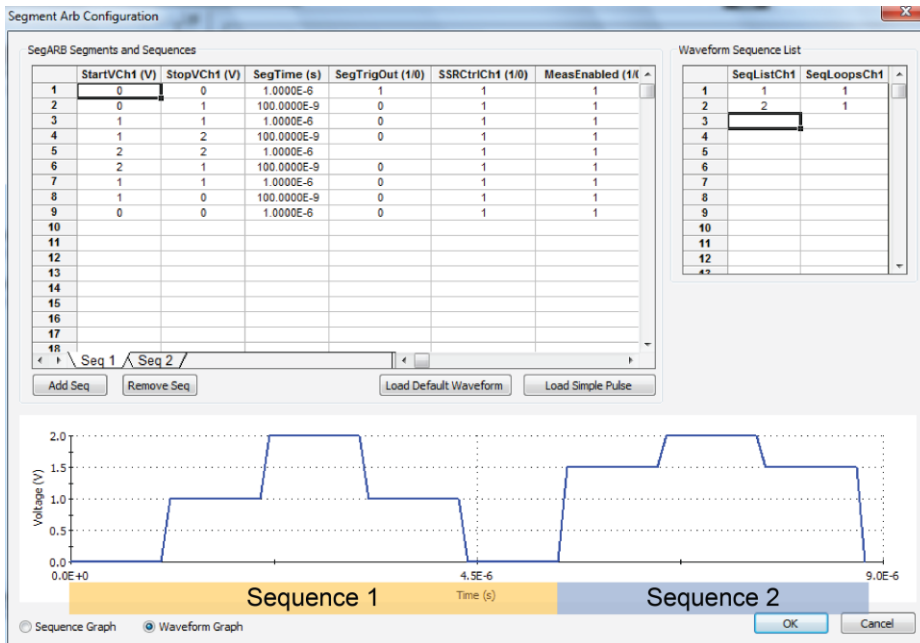 Segment Arb Configuration
SegARB Segments and Sequences
StartVCh1 (V) StopVCh1 (V) SegTime (s) SegTrigOut (1/0) SSRCtrlCh1 (1/0) MeasEnabled (1/(
1 0 0 1.0000E-6 1 1 1
2 0 1 100.0000E-9 0 1 1
3 1 1 1.0000E-6 0 1 1
4 1 2 100.0000E-9 0 1 1
5 2 2 1.0000E-6 1 1
6 2 1 100.0000E-9 0 1 1
7 1 1 1.0000E-6 0 1 1
8 1 0 100.0000E-9 0 1 1
9 0 0 1.0000E-6 0 1 1
10
11
12
13
14
15
16
17
18
Seq 1 Seq 2
Add Seq Remove Seq Load Default Waveform Load Simple Pulse
Waveform Sequence List
SeqListCh1 SeqLoopsCh1
1 1 1
2 2 1
3
4
5
6
7
8
9
10
11
12
13
Voltage (V)
2.0
1.5
1.0
0.5
0.0
0.0E+0 4.5E-6 9.0E-6
Sequence 1 Time (s) Sequence 2
Sequence Graph Waveform Graph OK Cancel